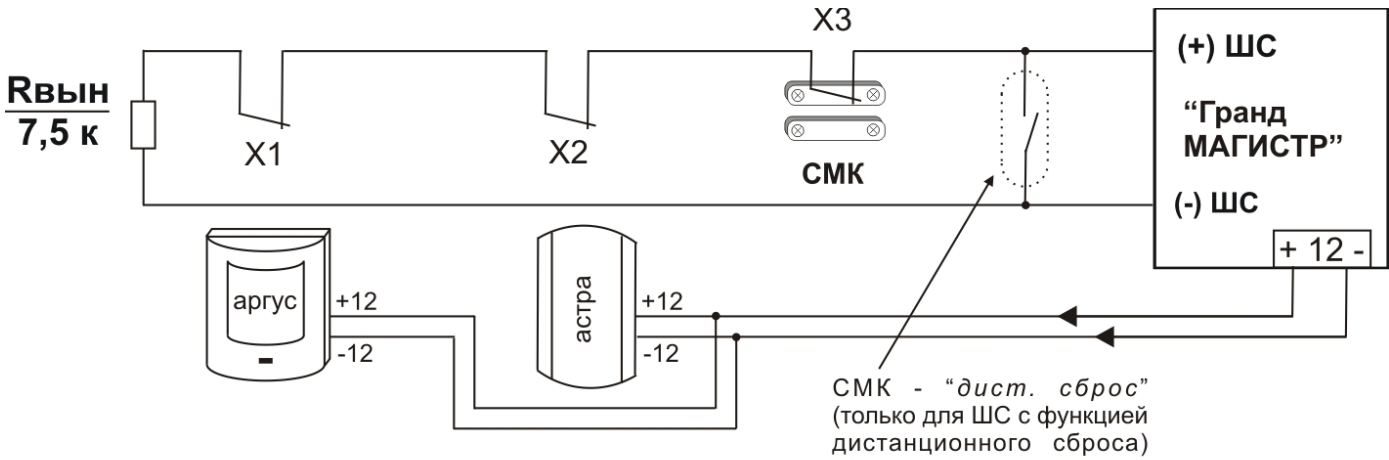 X3
(+) ШС
Rвын
7,5 к
“Гранд
МАГИСТР”
X1
X2
СМК
(-) ШС
+ 12 -
аргус
+12
-12
астра
+12
-12
СМК - “дист. сброс”
(только для ШС с функцией
дистанционного сброса)